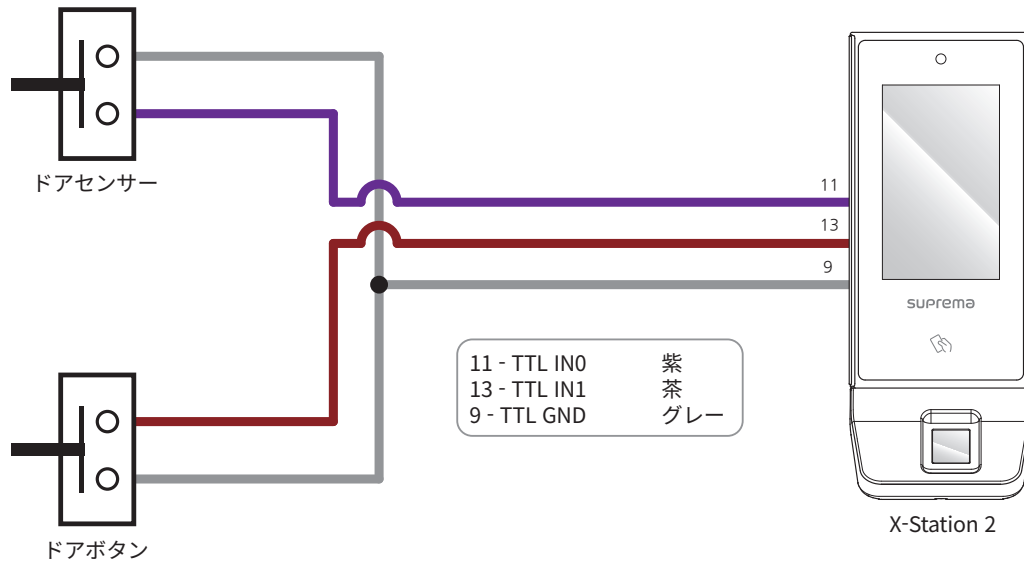 ドアセンサー
11
13
9
suprema
11 - TTL IN0 紫
13 - TTL IN1 茶
9 - TTL GND グレー
X-Station 2
ドアボタン